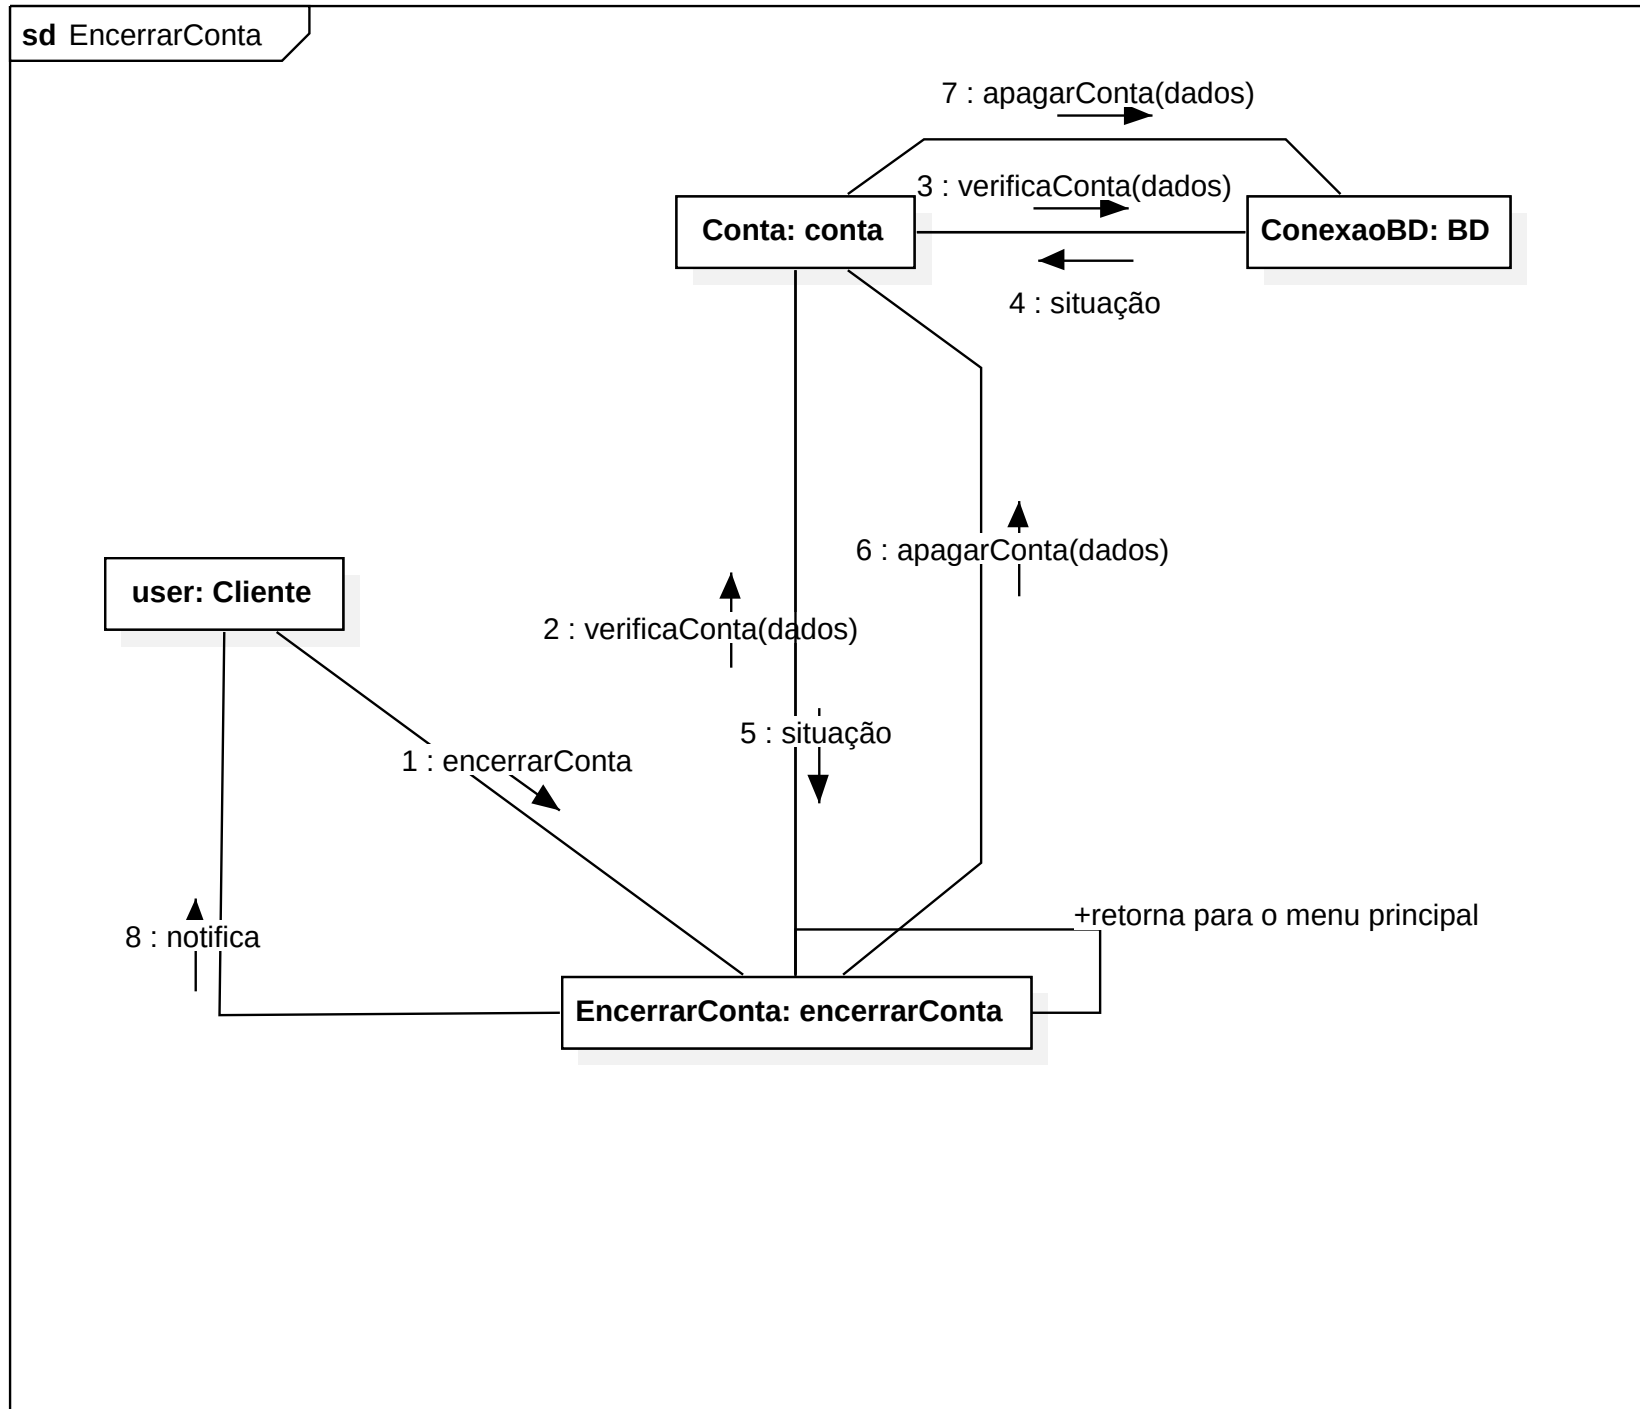 sd EncerrarConta
7 : apagarConta(dados)
3 : verificaConta(dados)
Conta: conta
ConexaoBD: BD
4 : situação
6 : apagarConta(dados)
user: Cliente
2 : verificaConta(dados)
5 : situação
1 : encerrarConta
+retorna para o menu principal
8 : notifica
EncerrarConta: encerrarConta